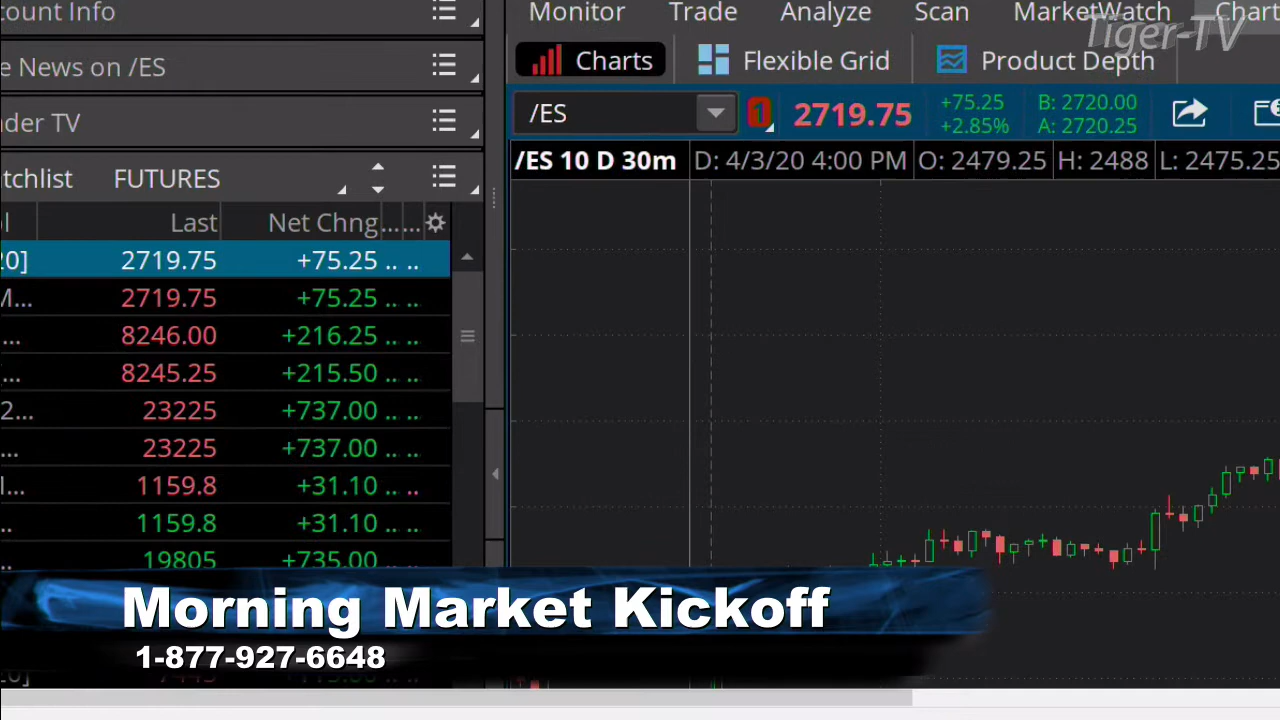 count Info
e News on /ES
der TV
tchlist FUTURES
Last Net Chng ... ...
20] 2719.75 +75.25 .. ..
M... 2719.75 +75.25 .. ..
... 8246.00 +216.25 .. ..
... 8245.25 +215.50 .. ..
2... 23225 +737.00 .. ..
... 23225 +737.00 .. ..
... 1159.8 +31.10 .. ..
.. 1159.8 +31.10 .. ..
.. 19805 +735.00 .. ..
Monitor Trade Analyze Scan MarketWatch Chart
Tiger-TV
Charts Flexible Grid Product Depth
/ES 1 2719.75 +75.25 B: 2720.00
+2.85% A: 2720.25
/ES 10 D 30m D: 4/3/20 4:00 PM O: 2479.25 H: 2488 L: 2475.25
Morning Market Kickoff
1-877-927-6648